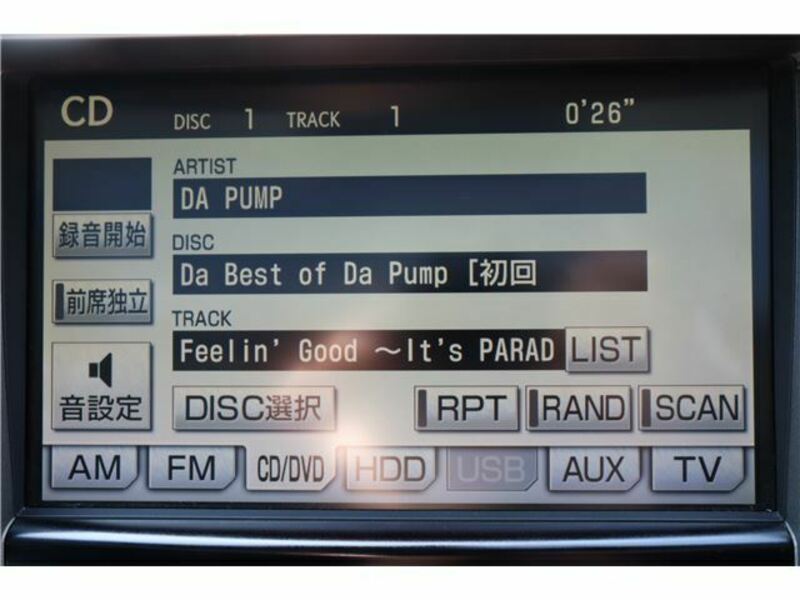 CD DISC 1 TRACK 1 0'26"
ARTIST
DA PUMP
録音開始
DISC
Da Best of Da Pump [初回
前席独立
TRACK
Feelin' Good ～It's PARAD LIST
音設定
DISC選択 RPT RAND SCAN
AM FM CD/DVD HDD USB AUX TV